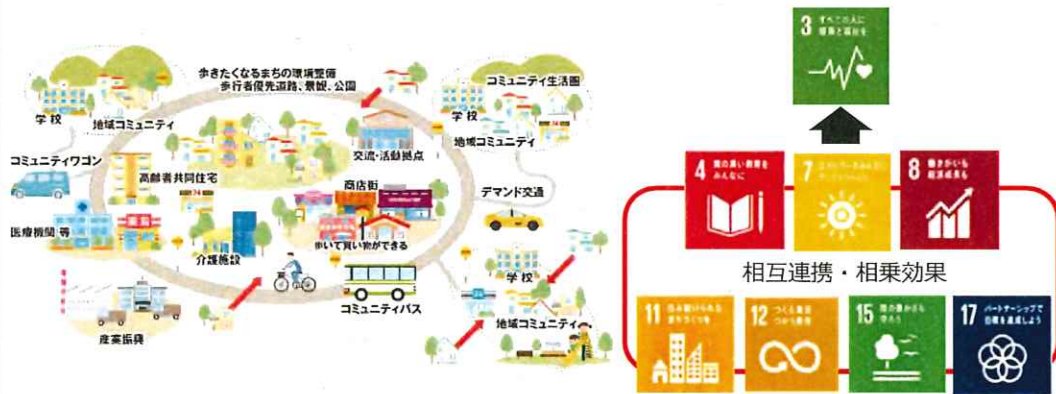 歩きたくなるまちの環境整備
歩行者優先道路、景観、公園
コミュニティ生活圏
学校
地域コミュニティ
学校
地域コミュニティ
交流・活動拠点
コミュニティワゴン
高齢者共同住宅
商店街
デマンド交通
医療機関 等
歩いて買い物ができる
介護施設
学校
コミュニティバス
地域コミュニティ
産業振興
3 すべての人に
健康と福祉を
4 質の高い教育を
みんなに
7
8 働きがいも
経済成長も
相互連携・相乗効果
11 住み続けられる
まちづくりを
12 つくる責任
つかう責任
15 陸の豊かさも
守ろう
17 パートナーシップで
目標を達成しよう